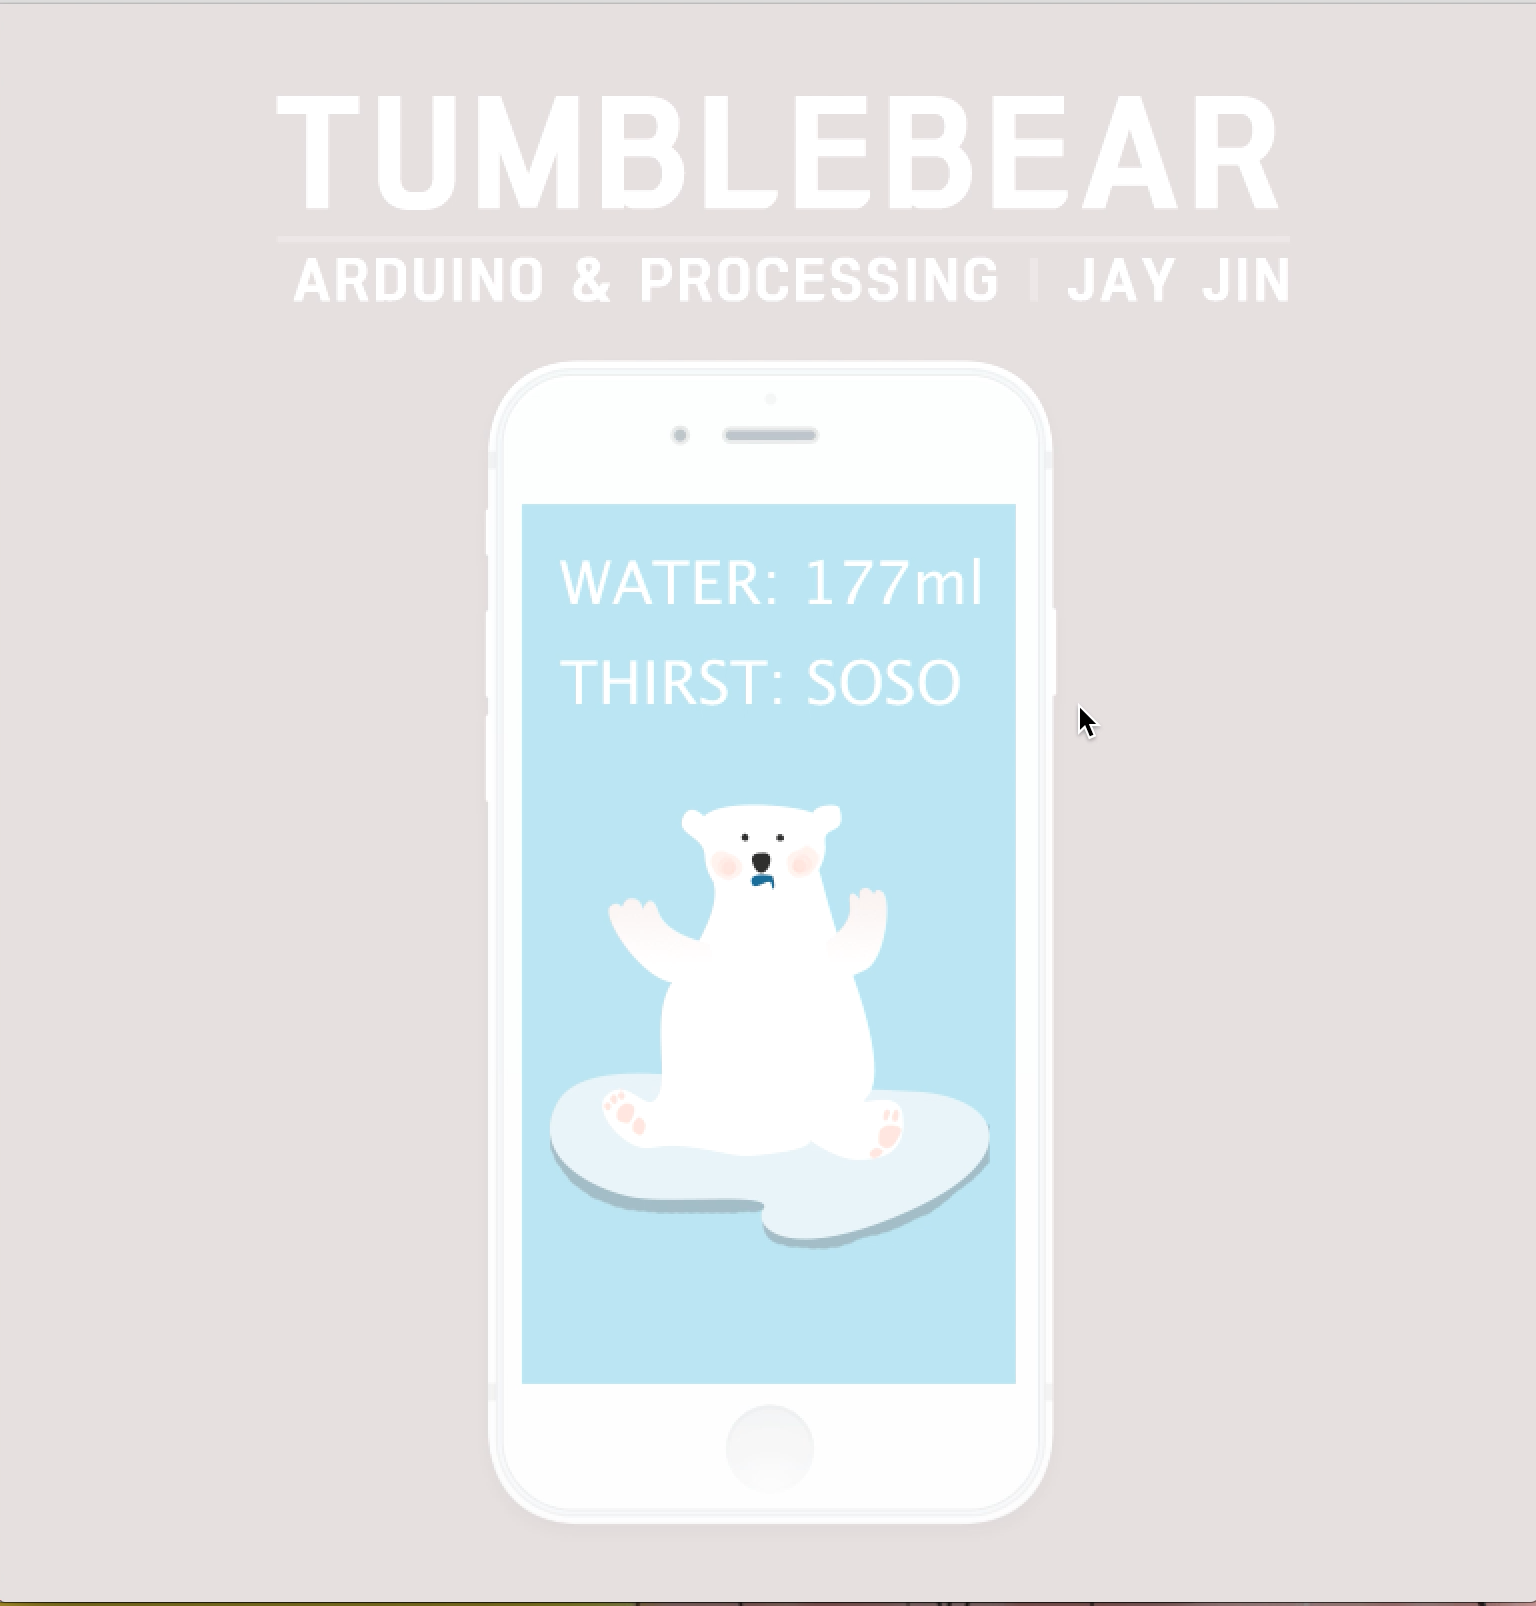 TUMBLEBEAR
ARDUINO & PROCESSING | JAY JIN
WATER: 177ml
THIRST: SOSO